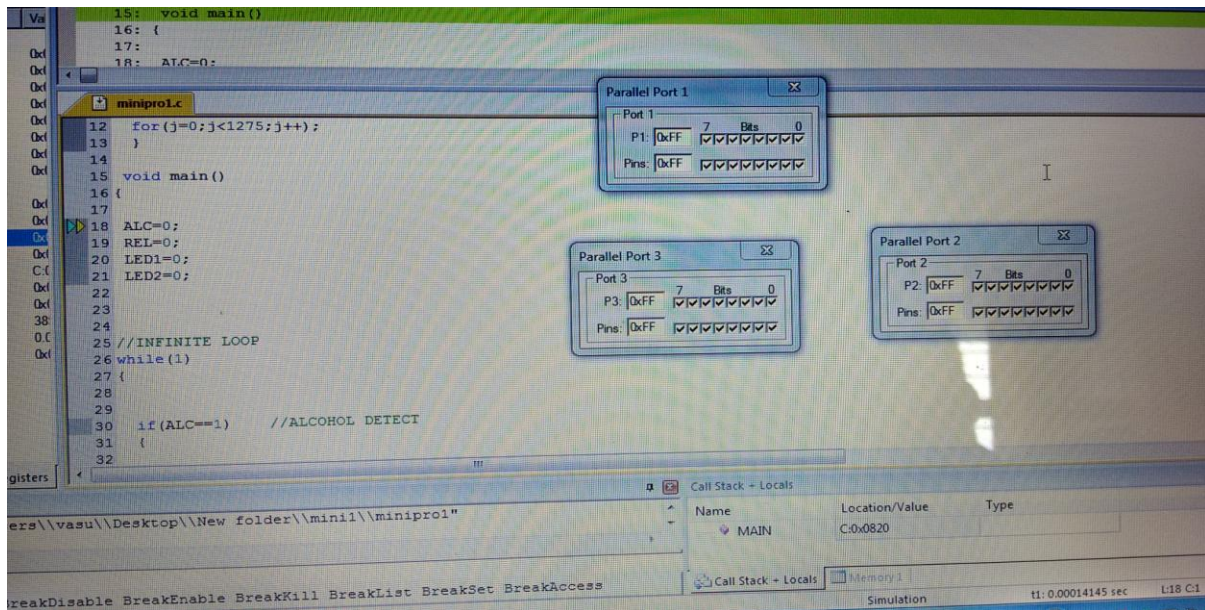 Va
15: void main()
16: {
17:
18: ALC=0:
minipro1.c
12 for(j=0;j<1275;j++);
13 }
14
15 void main()
16 {
17
18 ALC=0;
19 REL=0;
20 LED1=0;
21 LED2=0;
22
23
24
25 //INFINITE LOOP
26 while(1)
27 {
28
29
30 if(ALC==1) //ALCOHOL DETECT
31 {
32
Parallel Port 1
Port 1
7 Bits 0
P1: 0xFF
Pins: 0xFF
Parallel Port 3
Port 3
7 Bits 0
P3: 0xFF
Pins: 0xFF
Parallel Port 2
Port 2
7 Bits 0
P2: 0xFF
Pins: 0xFF
gisters
ers\\vasu\\Desktop\\New folder\\mini1\\minipro1"
reakDisable BreakEnable BreakKill BreakList BreakSet BreakAccess
Call Stack + Locals
Name Location/Value Type
MAIN C:0x0820
Call Stack + Locals Memory 1
Simulation t1: 0.00014145 sec L:18 C:1